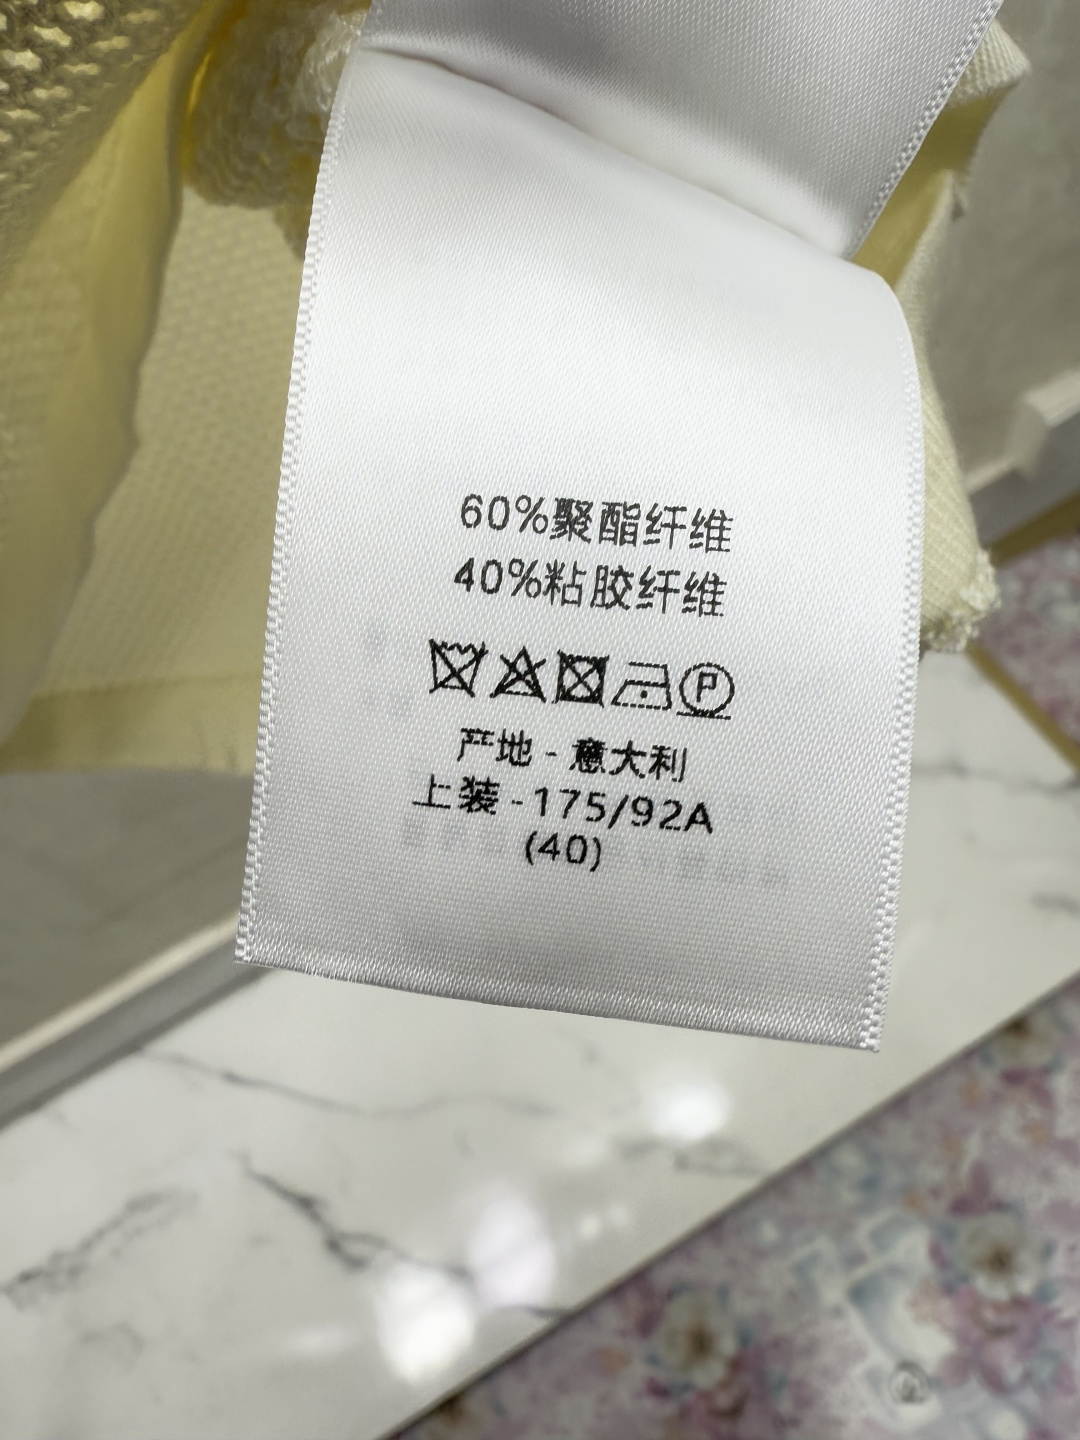 60%聚酯纤维
40%粘胶纤维
P
产地 - 意大利
上装 - 175/92A
(40)